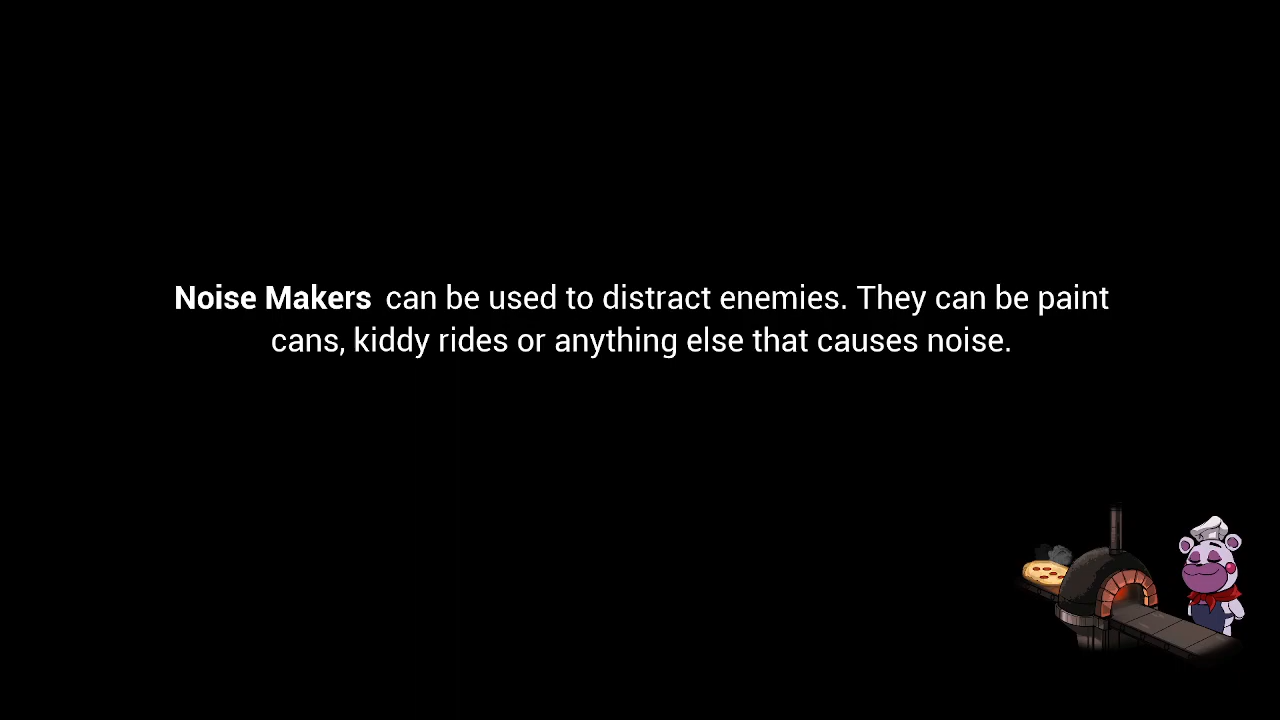 Noise Makers can be used to distract enemies. They can be paint
cans, kiddy rides or anything else that causes noise.